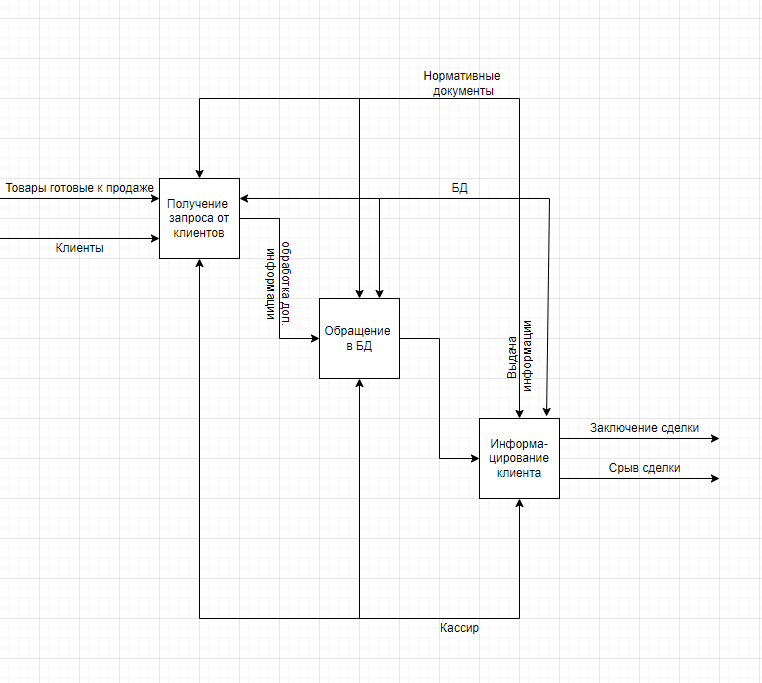 Нормативные
документы
Товары готовые к продаже
БД
Получение
запроса от
клиентов
Клиенты
обработка доп.
информации
Обращение
в БД
Выдача
информации
Заключение сделки
Информа-
цирование
клиента
Срыв сделки
Кассир